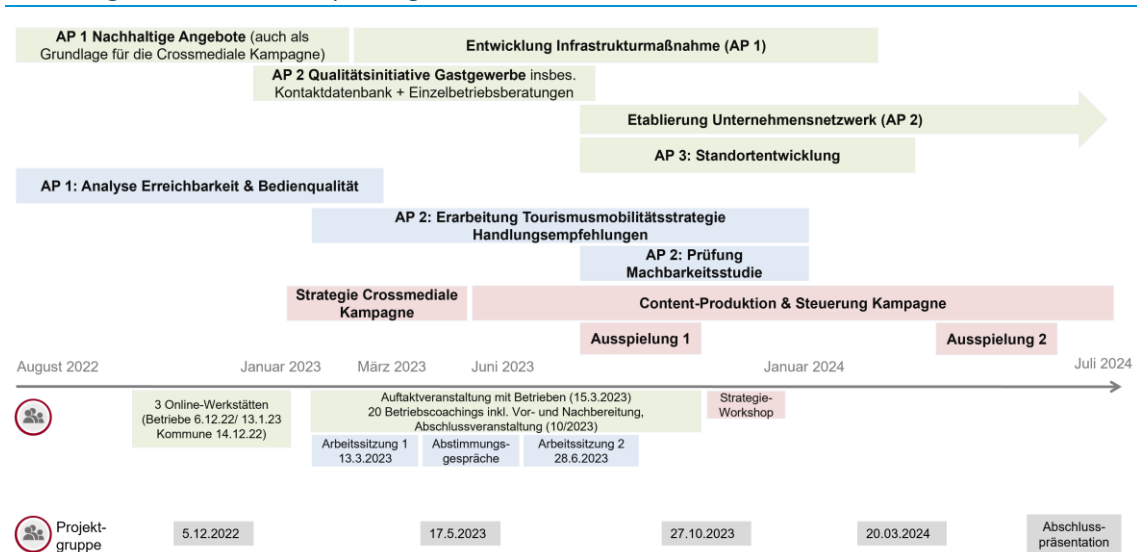 AP 1 Nachhaltige Angebote (auch als
Grundlage für die Crossmediale Kampagne)
Entwicklung Infrastrukturmaßnahme (AP 1)
AP 2 Qualitätsinitiative Gastgewerbe insbes.
Kontaktdatenbank + Einzelbetriebsberatungen
Etablierung Unternehmensnetzwerk (AP 2)
AP 3: Standortentwicklung
AP 1: Analyse Erreichbarkeit & Bedienqualität
AP 2: Erarbeitung Tourismusmobilitätsstrategie
Handlungsempfehlungen
AP 2: Prüfung
Machbarkeitsstudie
Strategie Crossmediale
Kampagne
Content-Produktion & Steuerung Kampagne
Ausspielung 1
Ausspielung 2
August 2022
Januar 2023
März 2023
Juni 2023
Januar 2024
Juli 2024
3 Online-Werkstätten
(Betriebe 6.12.22/ 13.1.23
Kommune 14.12.22)
Auftaktveranstaltung mit Betrieben (15.3.2023)
20 Betriebscoachings inkl. Vor- und Nachbereitung,
Abschlussveranstaltung (10/2023)
Strategie-
Workshop
Arbeitssitzung 1
13.3.2023
Abstimmungs-
gespräche
Arbeitssitzung 2
28.6.2023
Projekt-
gruppe
5.12.2022
17.5.2023
27.10.2023
20.03.2024
Abschluss-
präsentation